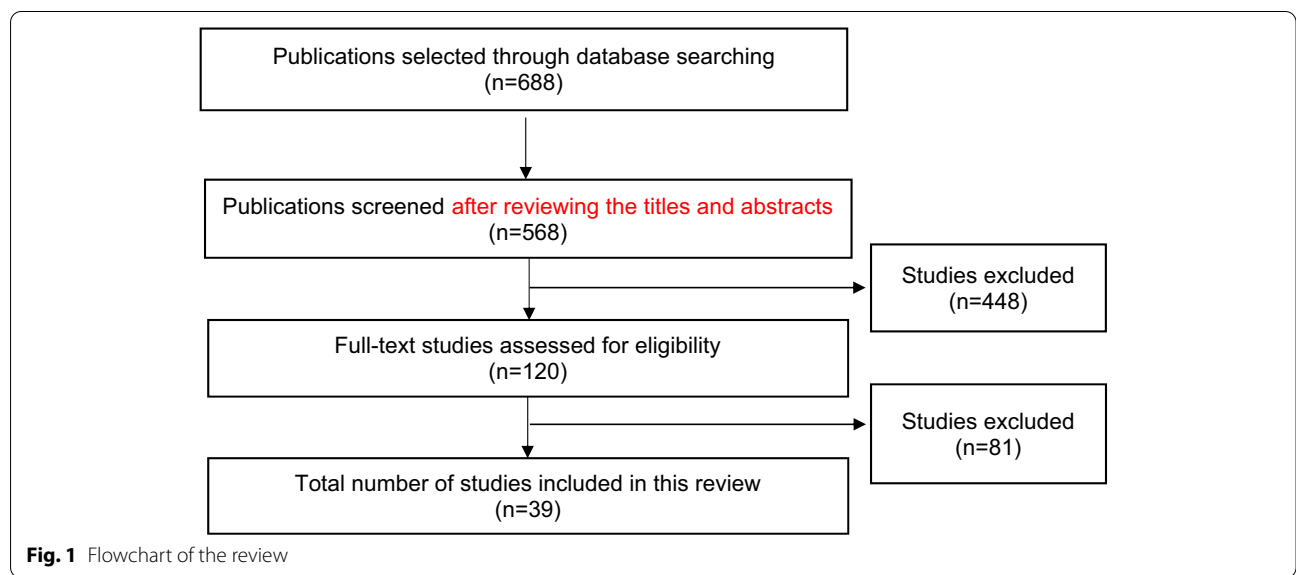 Publications selected through database searching
(n=688)
Publications screened after reviewing the titles and abstracts
(n=568)
Studies excluded
(n=448)
Full-text studies assessed for eligibility
(n=120)
Studies excluded
(n=81)
Total number of studies included in this review
(n=39)
Fig. 1 Flowchart of the review